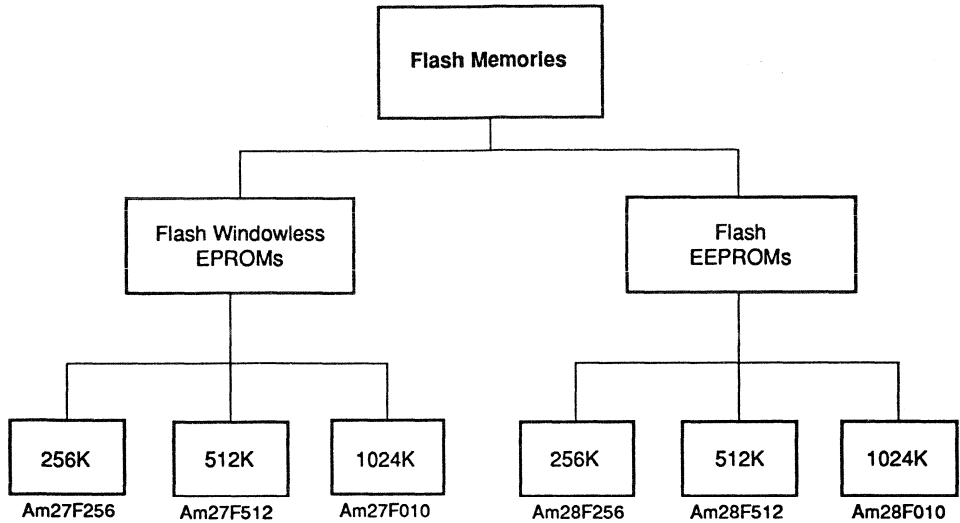 Flash Memories
Flash Windowless
EPROMs
Flash
EEPROMs
256K
512K
1024K
256K
512K
1024K
Am27F256
Am27F512
Am27F010
Am28F256
Am28F512
Am28F010